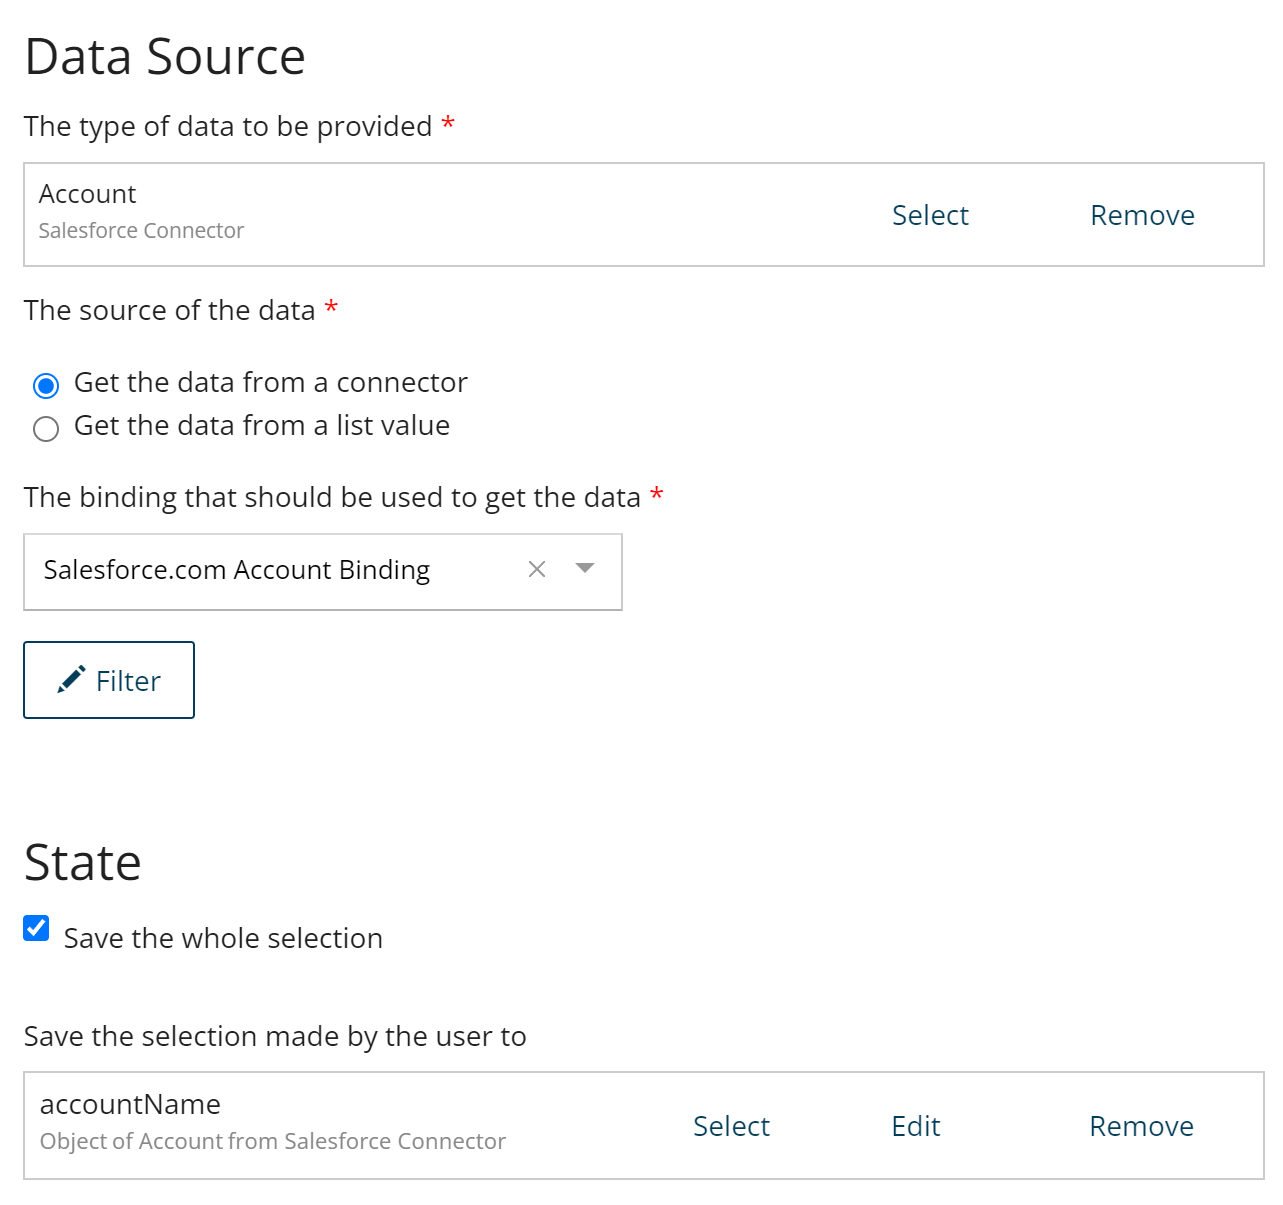 Data Source
The type of data to be provided *
Account
Salesforce Connector
Select
Remove
The source of the data *
Get the data from a connector
Get the data from a list value
The binding that should be used to get the data *
Salesforce.com Account Binding
Filter
State
Save the whole selection
Save the selection made by the user to
accountName
Object of Account from Salesforce Connector
Select
Edit
Remove